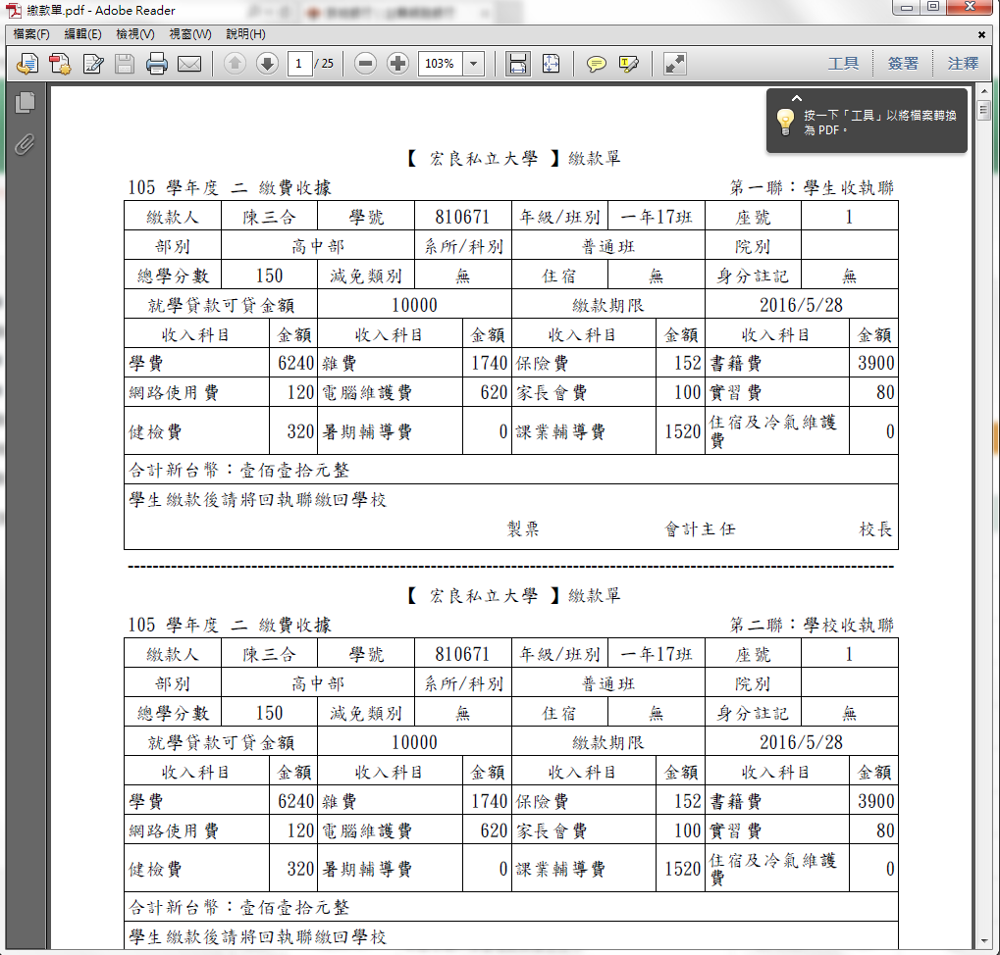 繳款單.pdf - Adobe Reader
檔案(F) 編輯(E) 檢視(V) 視窗(W) 說明(H)
1 / 25 103% 工具 簽署 注釋
按一下「工具」以將檔案轉換
為 PDF。
【 宏良私立大學 】繳款單
105 學年度 二 繳費收據 第一聯：學生收執聯
繳款人 陳三合 學號 810671 年級/班別 一年17班 座號 1
部別 高中部 系所/科別 普通班 院別
總學分數 150 減免類別 無 住宿 無 身分註記 無
就學貸款可貸金額 10000 繳款期限 2016/5/28
收入科目 金額 收入科目 金額 收入科目 金額 收入科目 金額
學費 6240 雜費 1740 保險費 152 書籍費 3900
網路使用費 120 電腦維護費 620 家長會費 100 實習費 80
健檢費 320 暑期輔導費 0 課業輔導費 1520 住宿及冷氣維護費 0
合計新台幣：壹佰壹拾元整
學生繳款後請將回執聯繳回學校
製票 會計主任 校長
【 宏良私立大學 】繳款單
105 學年度 二 繳費收據 第二聯：學校收執聯
繳款人 陳三合 學號 810671 年級/班別 一年17班 座號 1
部別 高中部 系所/科別 普通班 院別
總學分數 150 減免類別 無 住宿 無 身分註記 無
就學貸款可貸金額 10000 繳款期限 2016/5/28
收入科目 金額 收入科目 金額 收入科目 金額 收入科目 金額
學費 6240 雜費 1740 保險費 152 書籍費 3900
網路使用費 120 電腦維護費 620 家長會費 100 實習費 80
健檢費 320 暑期輔導費 0 課業輔導費 1520 住宿及冷氣維護費 0
合計新台幣：壹佰壹拾元整
學生繳款後請將回執聯繳回學校